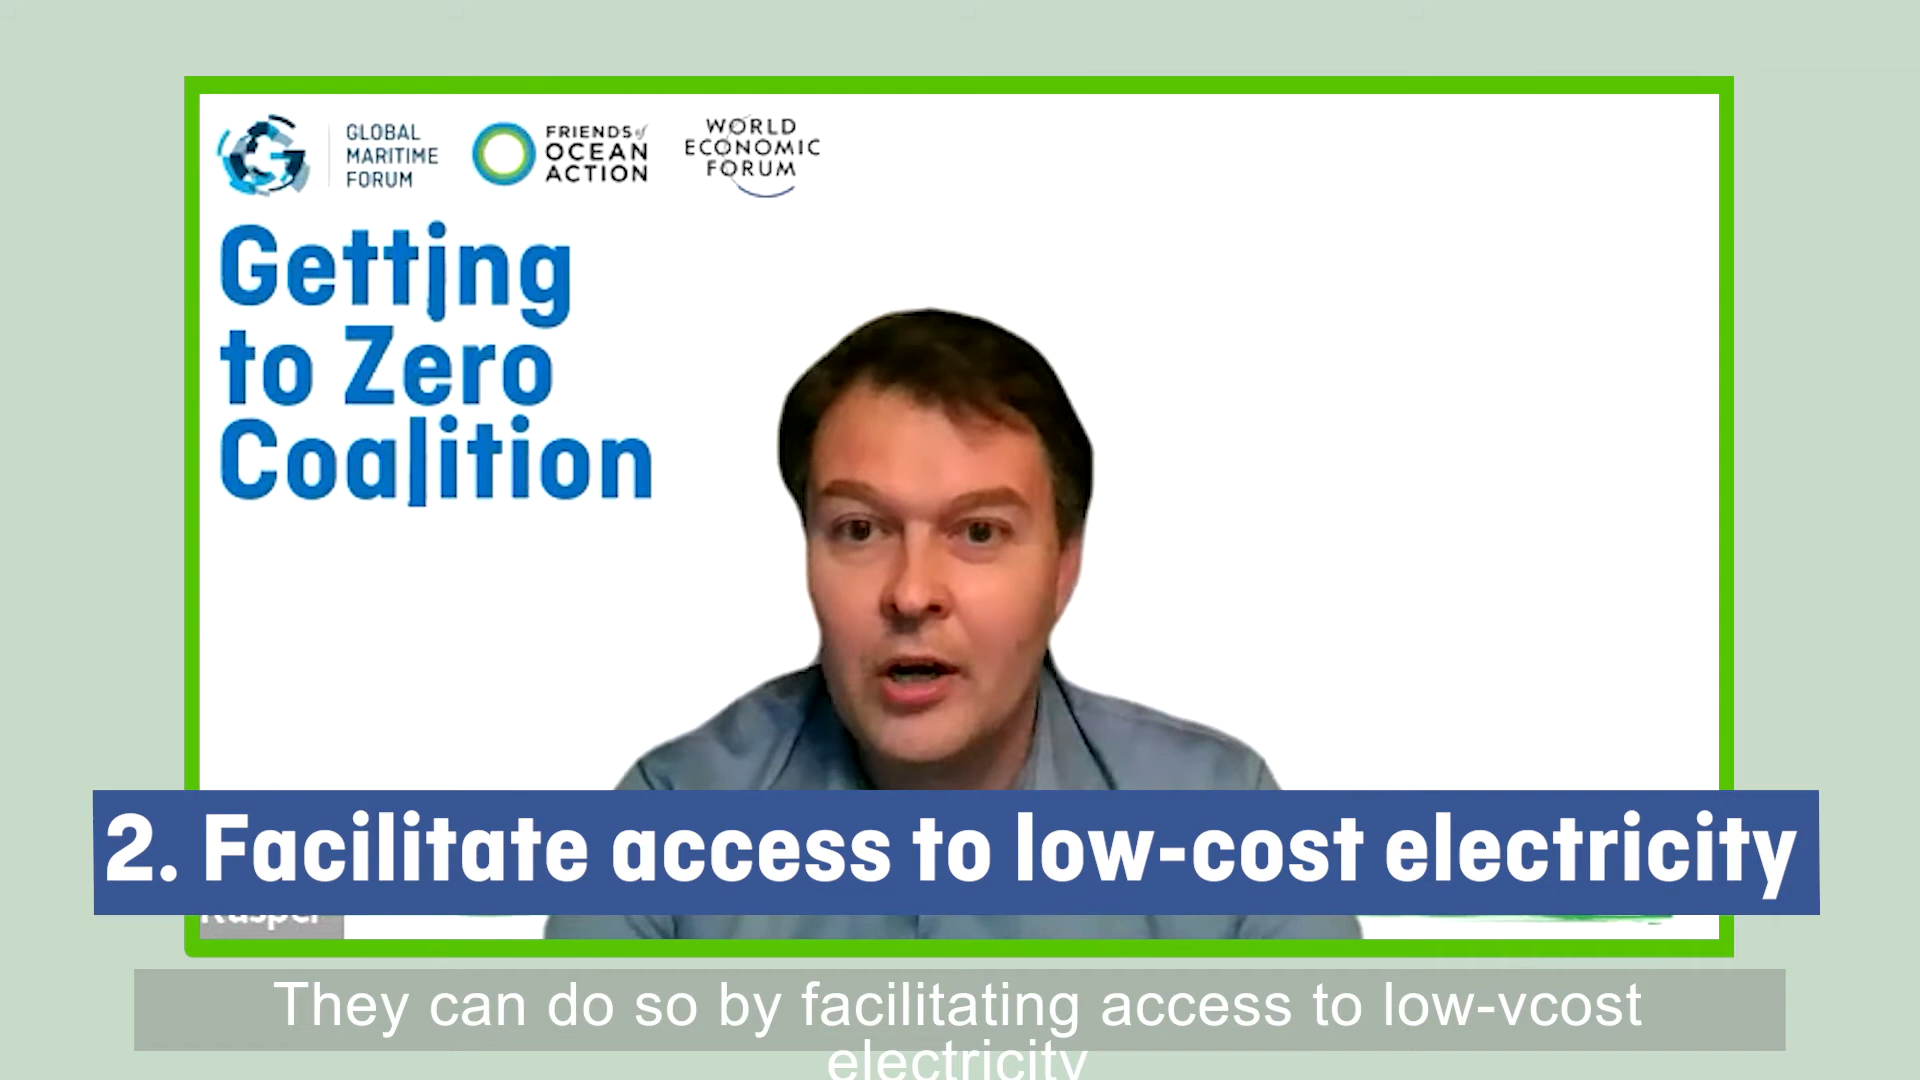 GLOBAL
MARITIME
FORUM
FRIENDS of
OCEAN
ACTION
WORLD
ECONOMIC
FORUM
Getting
to Zero
Coalition
2. Facilitate access to low-cost electricity
Kasper
They can do so by facilitating access to low-vcost
electricity